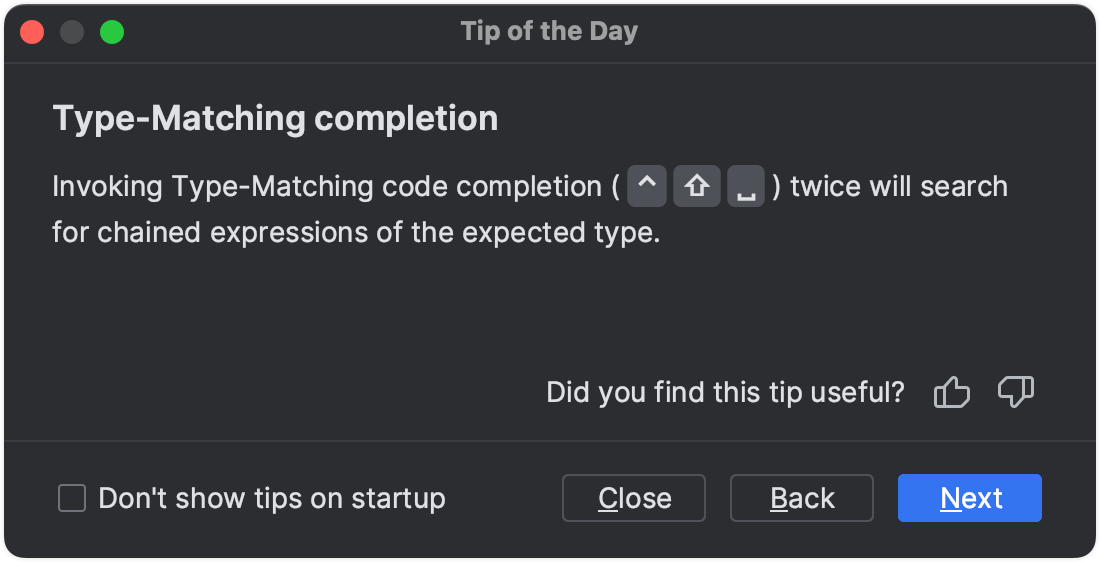 Tip of the Day
Type-Matching completion
Invoking Type-Matching code completion ( ⌃ ⇧ ␣ ) twice will search
for chained expressions of the expected type.
Did you find this tip useful?
Don't show tips on startup
Close
Back
Next